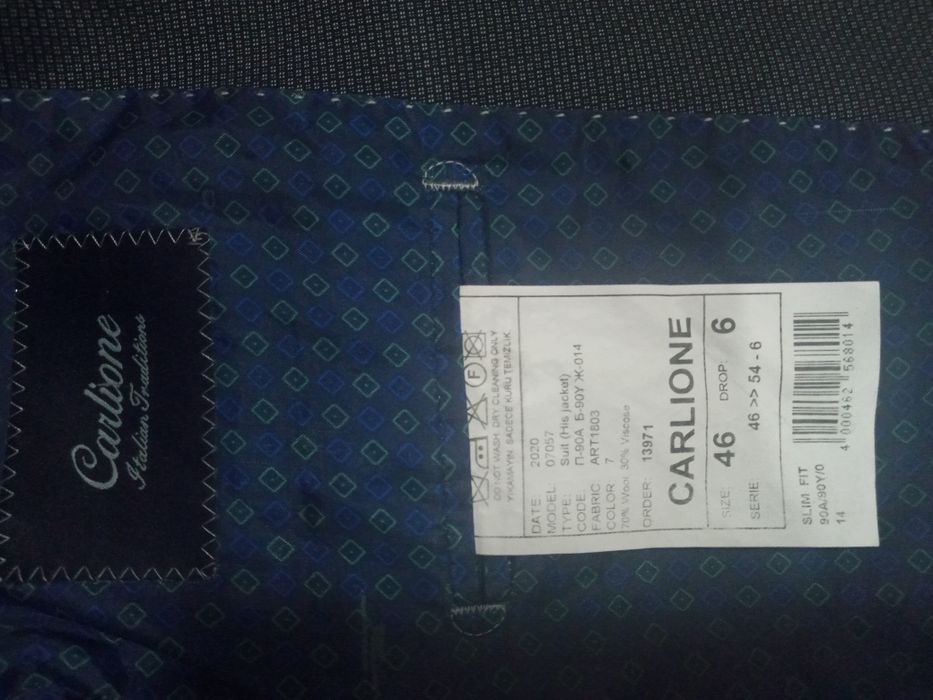 Carlione
Italian Traditions
F
DO NOT WASH DRY CLEANING ONLY
YIKAMAYIN SADECE KURU TEMIZLIK
DATE: 2020
MODEL: 07057
TYPE: Suit (His jacket)
CODE: П-90А Б-90У Ж-014
FABRIC ART1803
COLOR 7
70% Wool 30% Viscose
ORDER: 13971
CARLIONE
SIZE: 46 DROP: 6
SERIE: 46 >> 54 - 6
SLIM FIT
90A/90Y/0
14
4 000462 568014